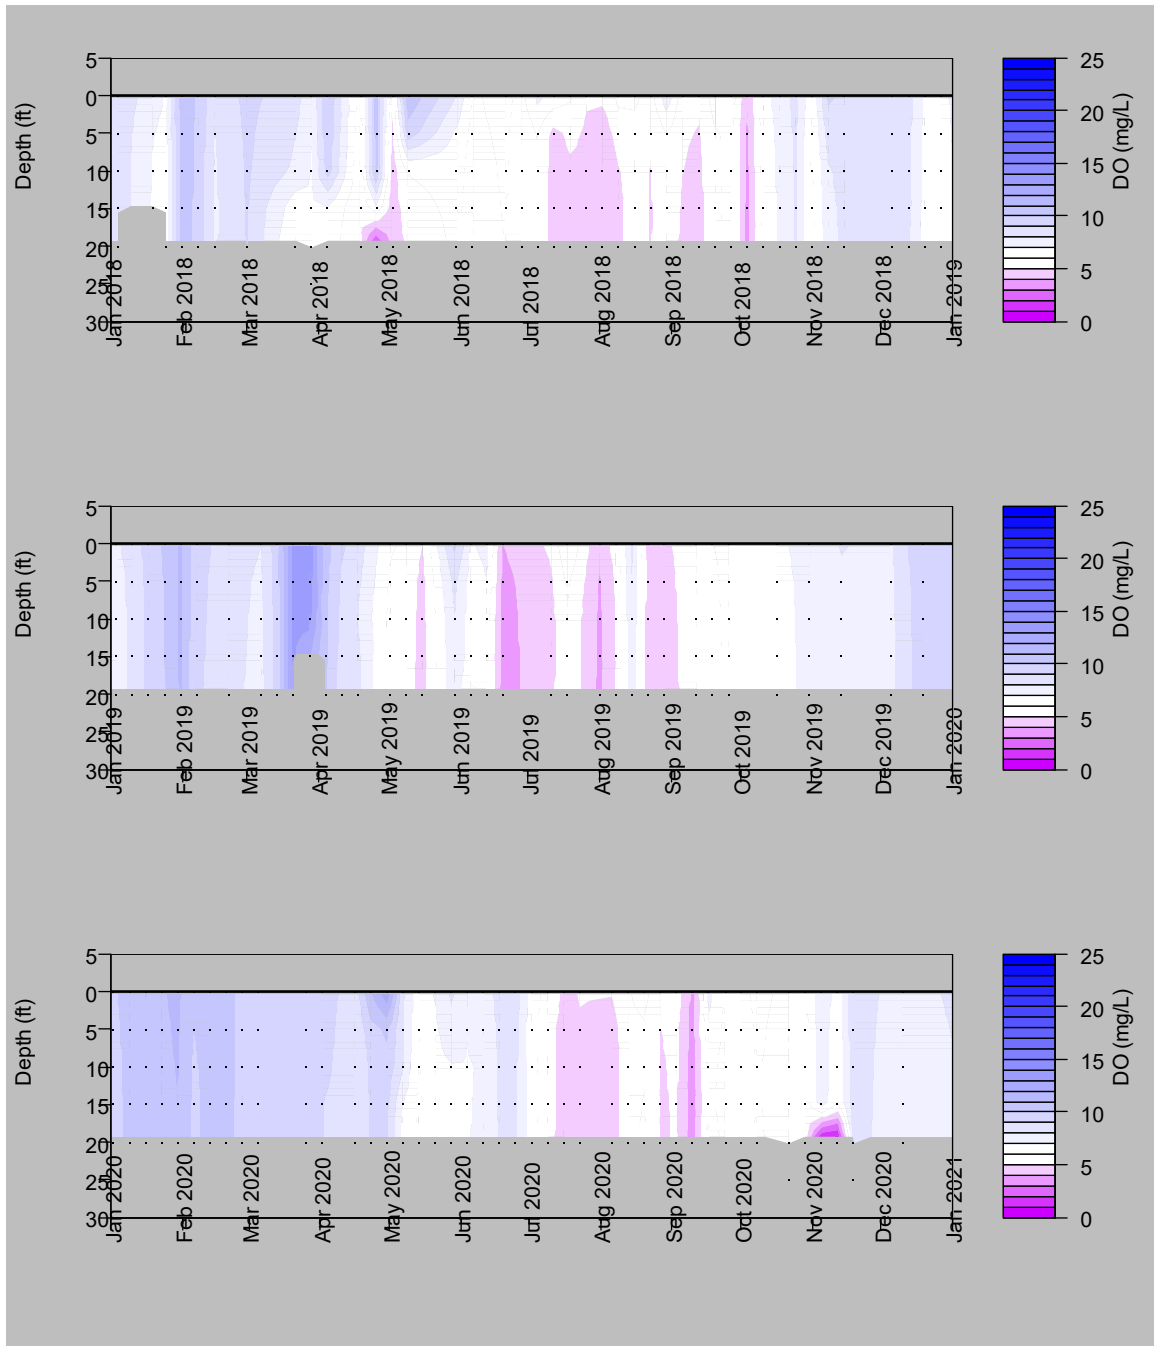 5
0
5
10
15
20
25
30
Depth (ft)
Jan 2018
Feb 2018
Mar 2018
Apr 2018
May 2018
Jun 2018
Jul 2018
Aug 2018
Sep 2018
Oct 2018
Nov 2018
Dec 2018
Jan 2019
25
20
15
10
5
0
DO (mg/L)
5
0
5
10
15
20
25
30
Depth (ft)
Jan 2019
Feb 2019
Mar 2019
Apr 2019
May 2019
Jun 2019
Jul 2019
Aug 2019
Sep 2019
Oct 2019
Nov 2019
Dec 2019
Jan 2020
25
20
15
10
5
0
DO (mg/L)
5
0
5
10
15
20
25
30
Depth (ft)
Jan 2020
Feb 2020
Mar 2020
Apr 2020
May 2020
Jun 2020
Jul 2020
Aug 2020
Sep 2020
Oct 2020
Nov 2020
Dec 2020
Jan 2021
25
20
15
10
5
0
DO (mg/L)